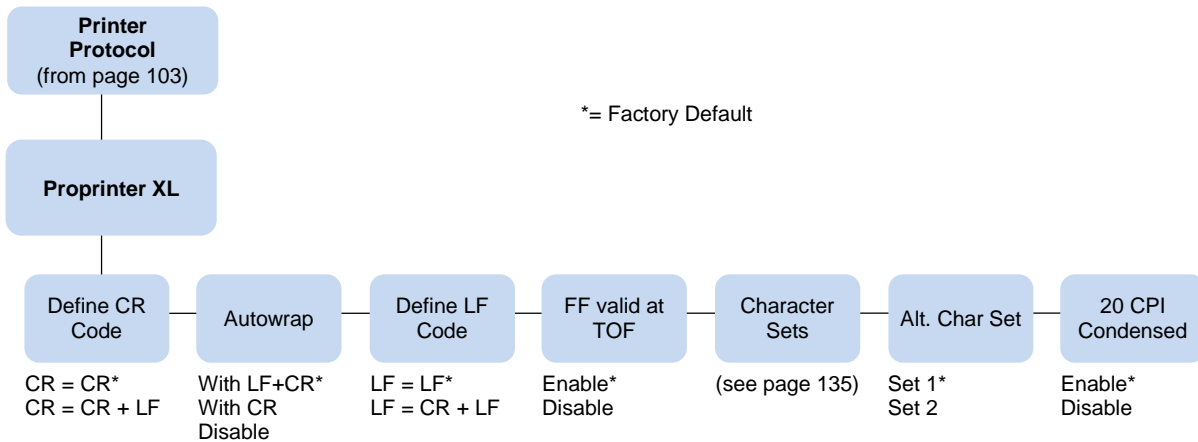 Printer
Protocol
(from page 103)
*= Factory Default
Proprinter XL
Define CR
Code
Autowrap
Define LF
Code
FF valid at
TOF
Character
Sets
Alt. Char Set
20 CPI
Condensed
CR = CR*
CR = CR + LF
With LF+CR*
With CR
Disable
LF = LF*
LF = CR + LF
Enable*
Disable
(see page 135)
Set 1*
Set 2
Enable*
Disable